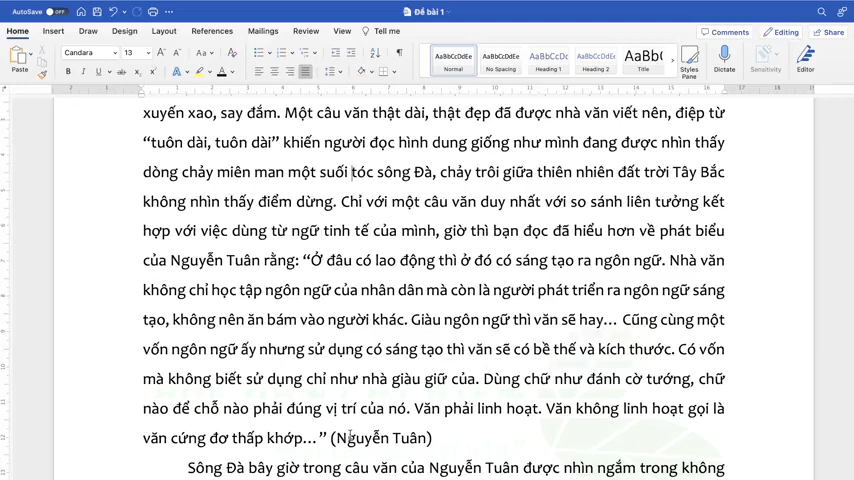 AutoSave OFF
Đề bài 1
Home Insert Draw Design Layout References Mailings Review View Tell me Comments Editing Share
Paste Candara 13 Aa AaBbCcDdEe AaBbCcDdEe AaBbCcDc AaBbCcDdEe AaBb( Styles Pane Dictate Sensitivity Editor
Normal No Spacing Heading 1 Heading 2 Title
xuyến xao, say đắm. Một câu văn thật dài, thật đẹp đã được nhà văn viết nên, điệp từ
“tuôn dài, tuôn dài” khiến người đọc hình dung giống như mình đang được nhìn thấy
dòng chảy miên man một suối tóc sông Đà, chảy trôi giữa thiên nhiên đất trời Tây Bắc
không nhìn thấy điểm dừng. Chỉ với một câu văn duy nhất với so sánh liên tưởng kết
hợp với việc dùng từ ngữ tinh tế của mình, giờ thì bạn đọc đã hiểu hơn về phát biểu
của Nguyễn Tuân rằng: “Ở đâu có lao động thì ở đó có sáng tạo ra ngôn ngữ. Nhà văn
không chỉ học tập ngôn ngữ của nhân dân mà còn là người phát triển ra ngôn ngữ sáng
tạo, không nên ăn bám vào người khác. Giàu ngôn ngữ thì văn sẽ hay… Cũng cùng một
vốn ngôn ngữ ấy nhưng sử dụng có sáng tạo thì văn sẽ có bề thế và kích thước. Có vốn
mà không biết sử dụng chỉ như nhà giàu giữ của. Dùng chữ như đánh cờ tướng, chữ
nào để chỗ nào phải đúng vị trí của nó. Văn phải linh hoạt. Văn không linh hoạt gọi là
văn cứng đơ thấp khớp…” (Nguyễn Tuân)
Sông Đà bây giờ trong câu văn của Nguyễn Tuân được nhìn ngắm trong không